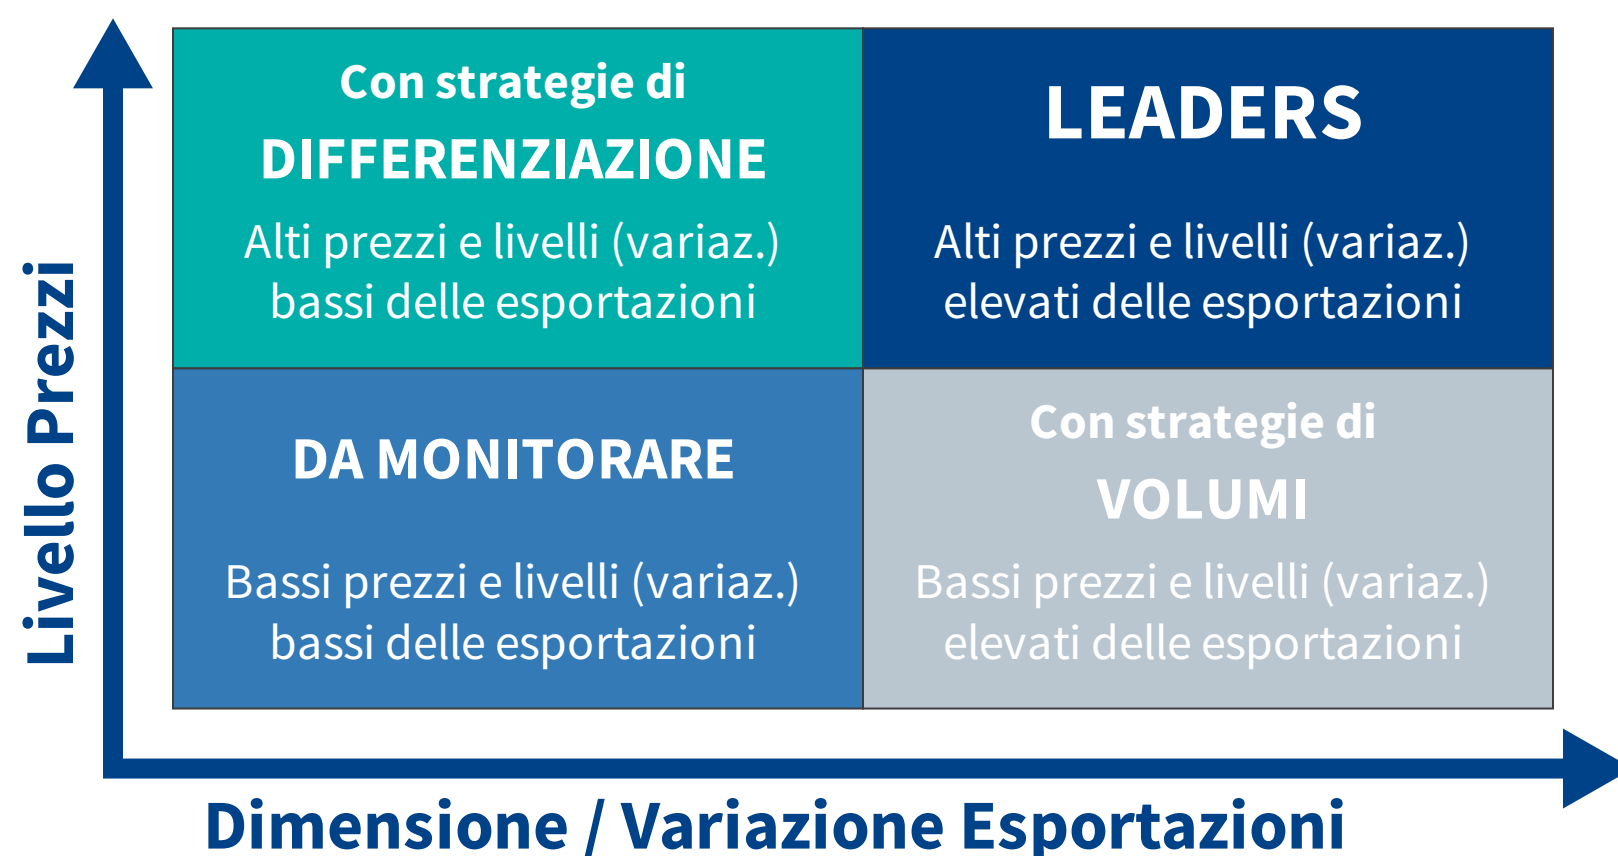 Livello Prezzi
Con strategie di
DIFFERENZIAZIONE
Alti prezzi e livelli (variaz.)
bassi delle esportazioni
LEADERS
Alti prezzi e livelli (variaz.)
elevati delle esportazioni
DA MONITORARE
Bassi prezzi e livelli (variaz.)
bassi delle esportazioni
Con strategie di
VOLUMI
Bassi prezzi e livelli (variaz.)
elevati delle esportazioni
Dimensione / Variazione Esportazioni